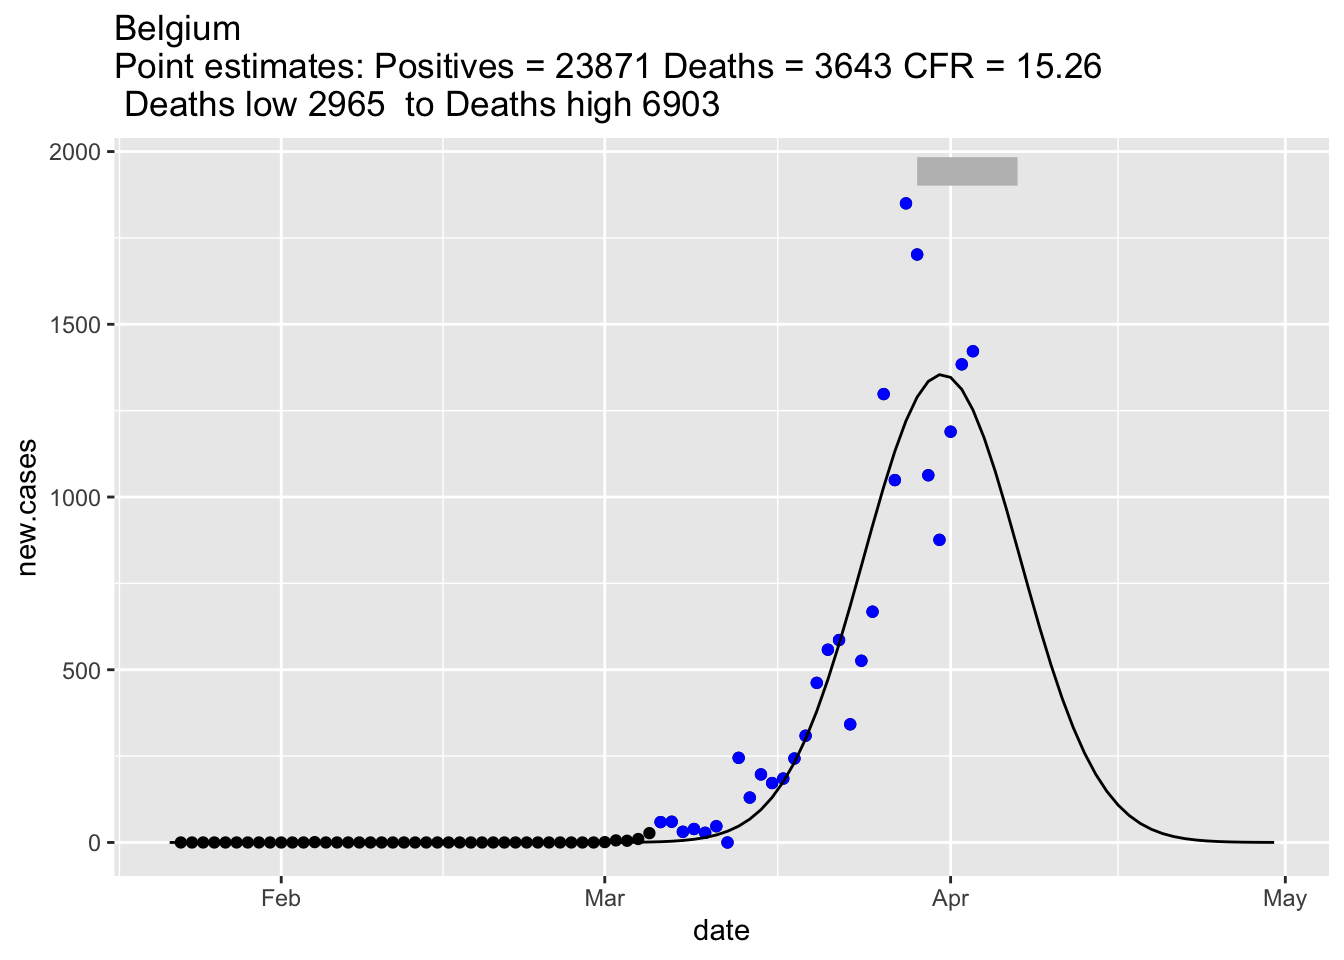 Belgium
Point estimates: Positives = 23871 Deaths = 3643 CFR = 15.26
Deaths low 2965  to Deaths high 6903
2000
1500
1000
500
0
new.cases
Feb
Mar
Apr
May
date